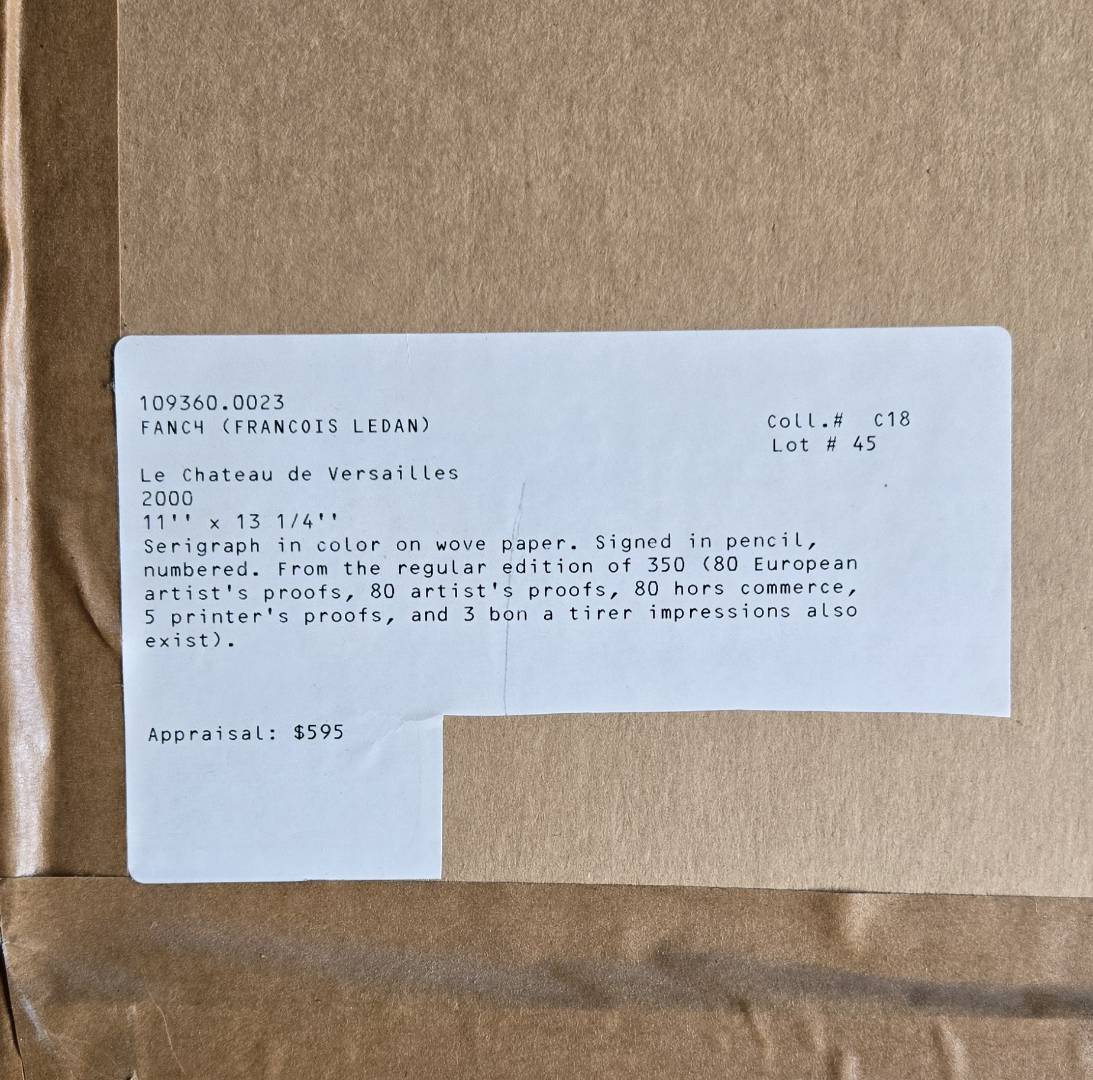 109360.0023
FANCH (FRANCOIS LEDAN)
Coll.# C18
Lot # 45
Le Chateau de Versailles
2000
11'' x 13 1/4''
Serigraph in color on wove paper. Signed in pencil,
numbered. From the regular edition of 350 (80 European
artist's proofs, 80 artist's proofs, 80 hors commerce,
5 printer's proofs, and 3 bon a tirer impressions also
exist).
Appraisal: $595